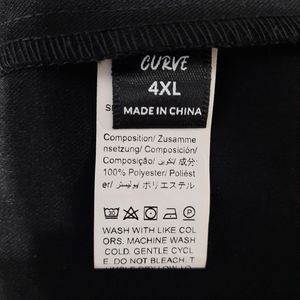 CURVE
4XL
MADE IN CHINA
Composition/ Zusamme
nsetzung/ Composición/
Composição/ تكوين/ 成分:
100% Polyester/ Poliést
er/ بوليستر/ ポリエステル
WASH WITH LIKE COL
ORS. MACHINE WASH
COLD. GENTLE CYCL
E. DO NOT BLEACH. T